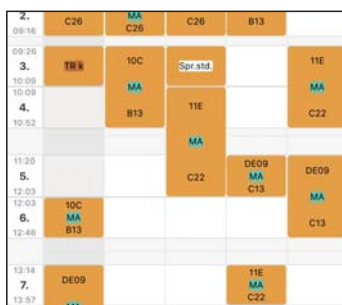 2.
09:16
C26
MA
C26
C26
B13
09:26
3.
10:09
TR k
10C
MA
B13
Spr.std.
11E
MA
C22
10:09
4.
10:52
11E
MA
C22
11:20
5.
12:03
DE09
MA
C13
DE09
MA
C13
12:03
6.
12:46
10C
MA
B13
13:14
7.
13:57
DE09
MA
11E
MA
C22